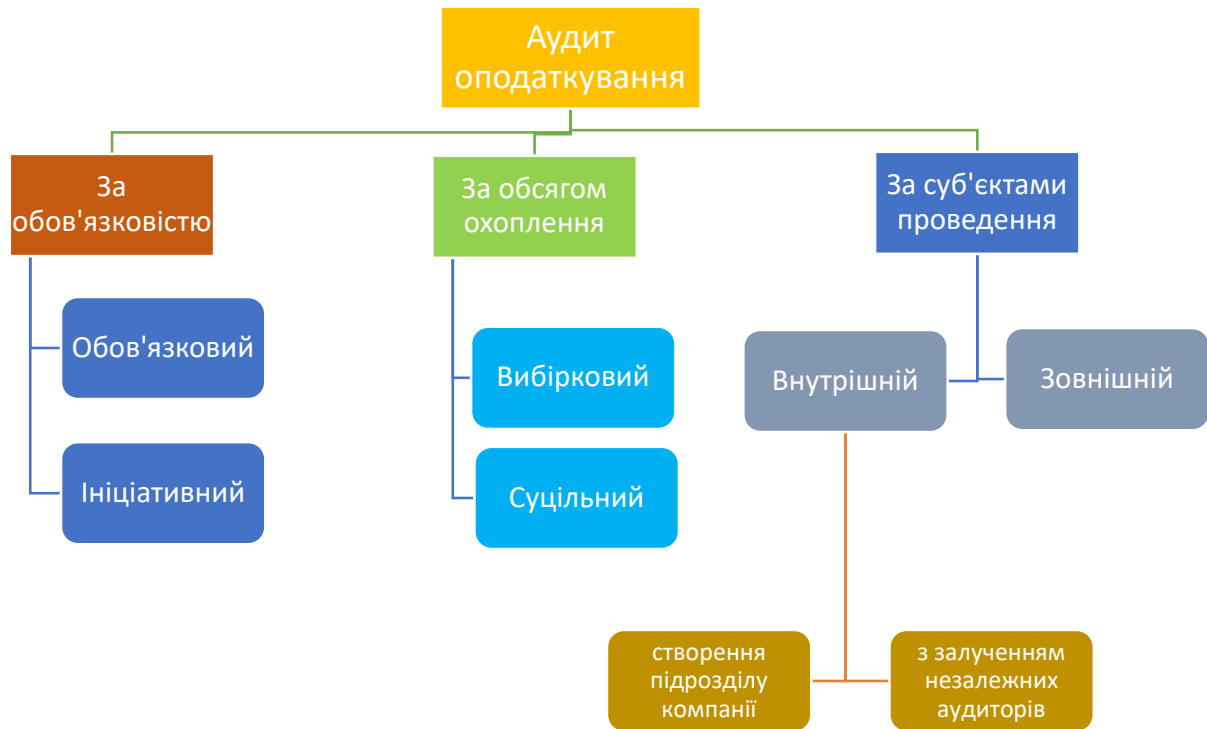 Аудит
оподаткування
За
обов'язковістю
За обсягом
охоплення
За суб'єктами
проведення
Обов'язковий
Ініціативний
Вибірковий
Суцільний
Внутрішній
Зовнішній
створення
підрозділу
компанії
з залученням
незалежних
аудиторів